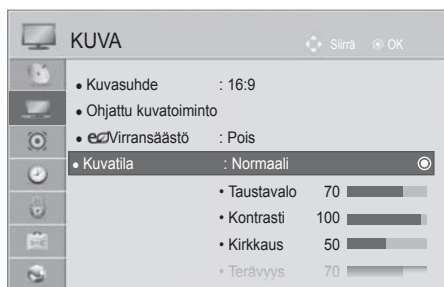 KUVA
Siirrä OK
• Kuvasuhde : 16:9
• Ohjattu kuvatoiminto
• eco Virransäästö : Pois
• Kuvatila : Normaali
• Taustavalo 70
• Kontrasti 100
• Kirkkaus 50
• Terävyys 70